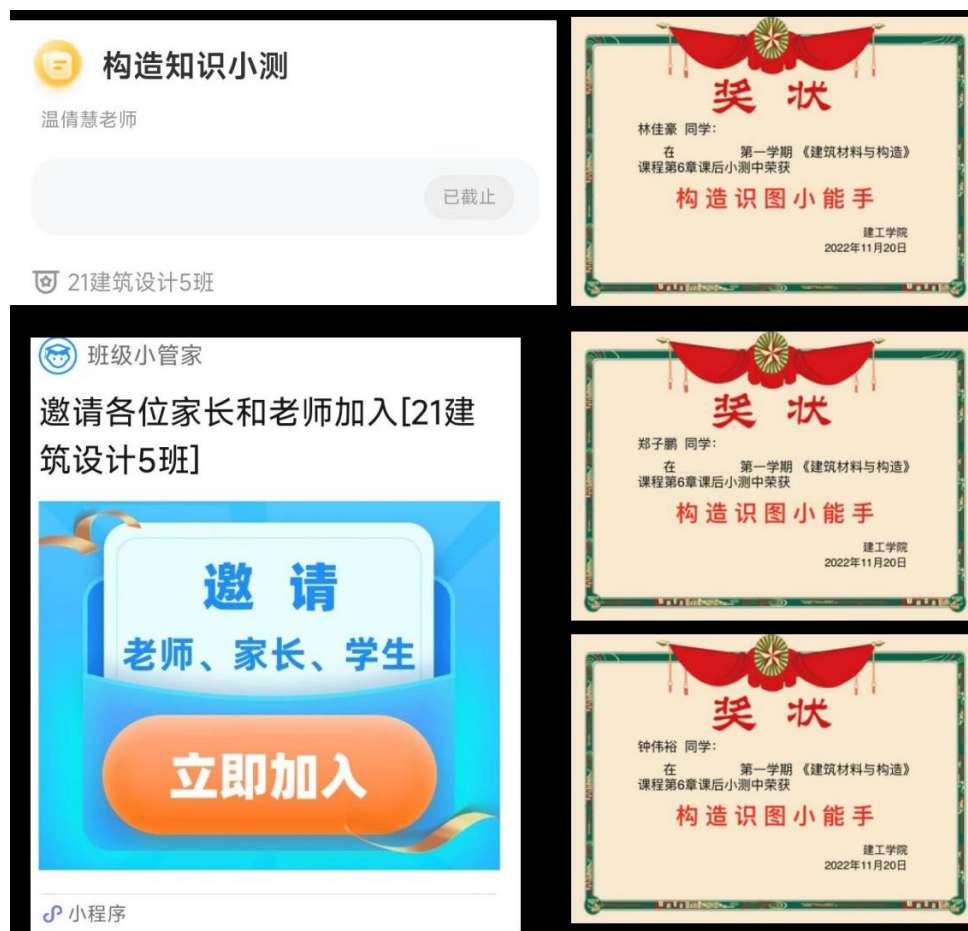 构造知识小测
温倩慧老师
已截止
21建筑设计5班
班级小管家
邀请各位家长和老师加入[21建
筑设计5班]
邀 请
老师、家长、学生
立即加入
小程序
奖 状
林佳豪 同学：
在 第一学期 《建筑材料与构造》
课程第6章课后小测中荣获
构造识图小能手
建工学院
2022年11月20日
奖 状
郑子鹏 同学：
在 第一学期 《建筑材料与构造》
课程第6章课后小测中荣获
构造识图小能手
建工学院
2022年11月20日
奖 状
钟伟裕 同学：
在 第一学期 《建筑材料与构造》
课程第6章课后小测中荣获
构造识图小能手
建工学院
2022年11月20日